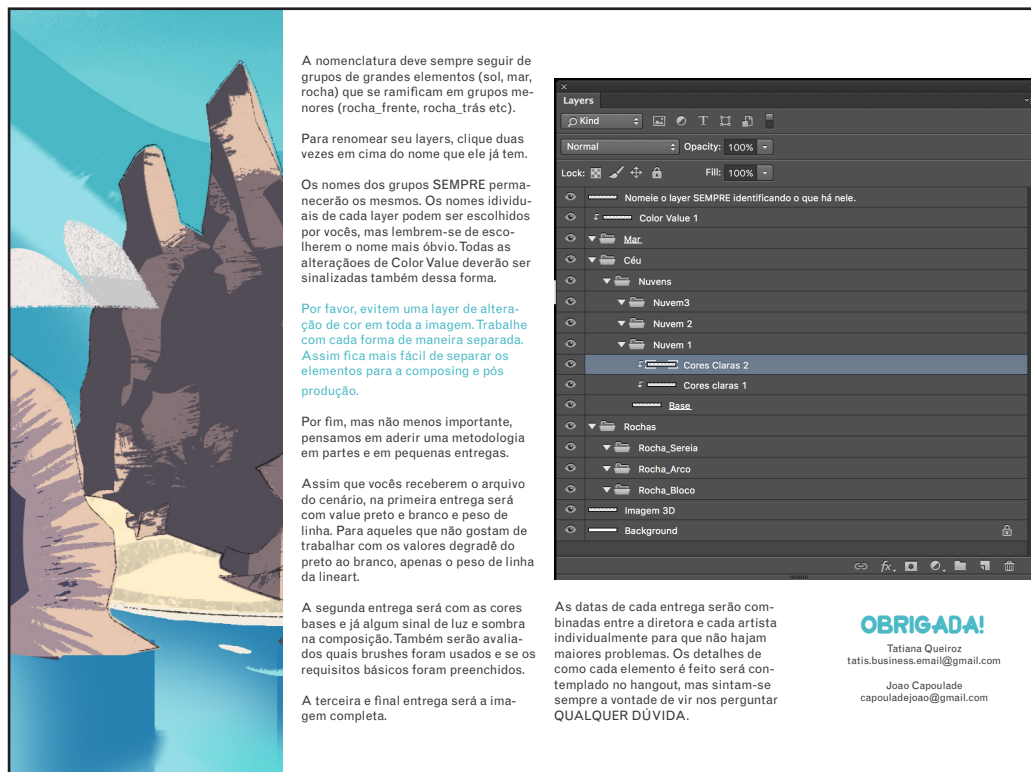 A nomenclatura deve sempre seguir de
grupos de grandes elementos (sol, mar,
rocha) que se ramificam em grupos me-
nores (rocha_frente, rocha_trás etc).
Para renomear seu layers, clique duas
vezes em cima do nome que ele já tem.
Os nomes dos grupos SEMPRE perma-
necerão os mesmos. Os nomes idividu-
ais de cada layer podem ser escolhidos
por vocês, mas lembrem-se de esco-
lherem o nome mais óbvio. Todas as
alteraçãoes de Color Value deverão ser
sinalizadas também dessa forma.
Por favor, evitem uma layer de altera-
ção de cor em toda a imagem. Trabalhe
com cada forma de maneira separada.
Assim fica mais fácil de separar os
elementos para a composing e pós
produção.
Por fim, mas não menos importante,
pensamos em aderir uma metodologia
em partes e em pequenas entregas.
Assim que vocês receberem o arquivo
do cenário, na primeira entrega será
com value preto e branco e peso de
linha. Para aqueles que não gostam de
trabalhar com os valores degradê do
preto ao branco, apenas o peso de linha
da lineart.
A segunda entrega será com as cores
bases e já algum sinal de luz e sombra
na composição. Também serão avalia-
dos quais brushes foram usados e se os
requisitos básicos foram preenchidos.
A terceira e final entrega será a ima-
gem completa.
Layers
Kind
Normal Opacity: 100%
Lock: Fill: 100%
Nomeie o layer SEMPRE identificando o que há nele.
Color Value 1
Mar
Céu
Nuvens
Nuvem3
Nuvem 2
Nuvem 1
Cores Claras 2
Cores claras 1
Base
Rochas
Rocha_Sereia
Rocha_Arco
Rocha_Bloco
Imagem 3D
Background
fx
As datas de cada entrega serão com-
binadas entre a diretora e cada artista
individualmente para que não hajam
maiores problemas. Os detalhes de
como cada elemento é feito será con-
templado no hangout, mas sintam-se
sempre a vontade de vir nos perguntar
QUALQUER DÚVIDA.
OBRIGADA!
Tatiana Queiroz
tatis.business.email@gmail.com
Joao Capoulade
capouladejoao@gmail.com